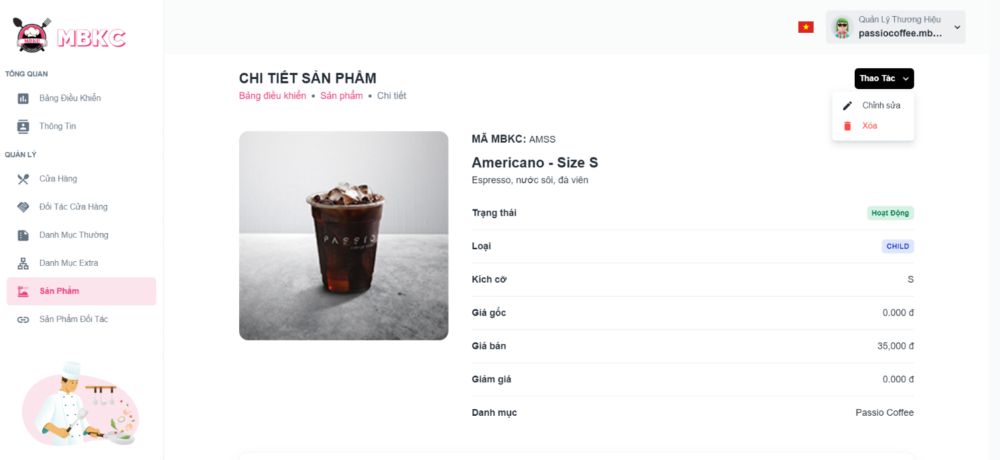 MBKC
MBKC
Quản Lý Thương Hiệu
passiocoffee.mb...
TỔNG QUAN
Bảng Điều Khiển
Thông Tin
QUẢN LÝ
Cửa Hàng
Đối Tác Cửa Hàng
Danh Mục Thường
Danh Mục Extra
Sản Phẩm
Sản Phẩm Đối Tác
CHI TIẾT SẢN PHẨM
Bảng điều khiển • Sản phẩm • Chi tiết
Thao Tác
Chỉnh sửa
Xóa
PASSIO
MÃ MBKC: AMSS
Americano - Size S
Espresso, nước sôi, đá viên
Trạng thái Hoạt Động
Loại CHILD
Kích cỡ S
Giá gốc 0.000 đ
Giá bán 35,000 đ
Giảm giá 0.000 đ
Danh mục Passio Coffee